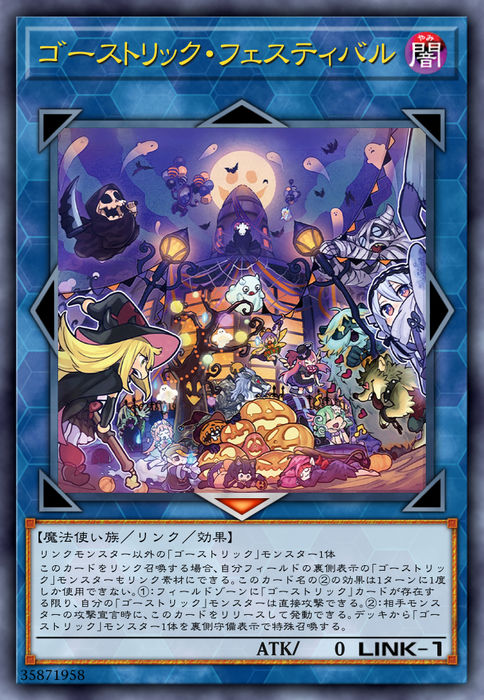 ゴーストリック・フェスティバル
やみ
闇
【魔法使い族／リンク／効果】
リンクモンスター以外の「ゴーストリック」モンスター1体
このカードをリンク召喚する場合、自分フィールドの裏側表示の「ゴーストリッ
ク」モンスターもリンク素材にできる。このカード名の②の効果は1ターンに1度
しか使用できない。①：フィールドゾーンに「ゴーストリック」カードが存在す
る限り、自分の「ゴーストリック」モンスターは直接攻撃できる。②：相手モンス
ターの攻撃宣言時に、このカードをリリースして発動できる。デッキから「ゴー
ストリック」モンスター1体を裏側守備表示で特殊召喚する。
ATK/ 0 LINK-1
35871958